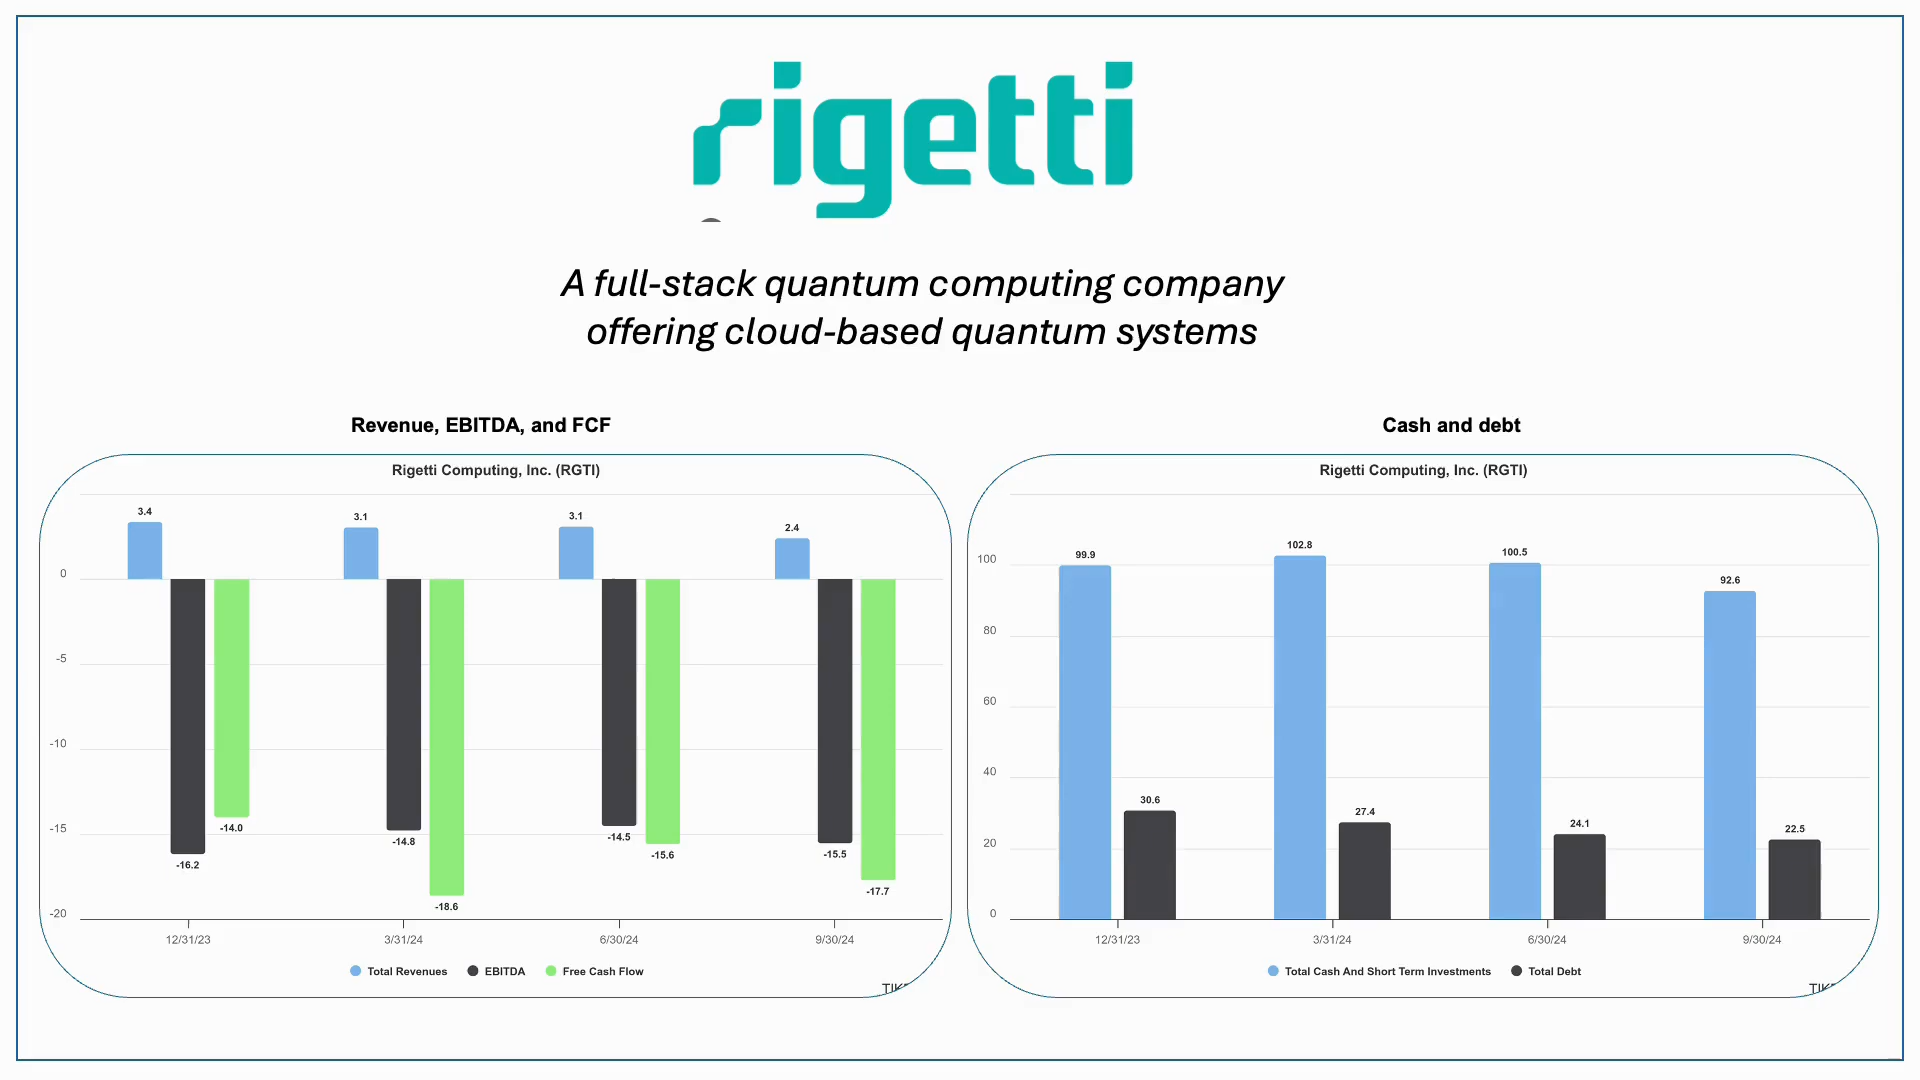 rigetti
A full-stack quantum computing company
offering cloud-based quantum systems
Revenue, EBITDA, and FCF
Rigetti Computing, Inc. (RGTI)
3.4
3.1
3.1
2.4
0
-5
-10
-15
-20
-16.2
-14.0
-14.8
-18.6
-14.5
-15.6
-15.5
-17.7
12/31/23 3/31/24 6/30/24 9/30/24
Total Revenues EBITDA Free Cash Flow
Cash and debt
Rigetti Computing, Inc. (RGTI)
100
80
60
40
20
0
99.9
102.8
100.5
92.6
30.6
27.4
24.1
22.5
12/31/23 3/31/24 6/30/24 9/30/24
Total Cash And Short Term Investments Total Debt